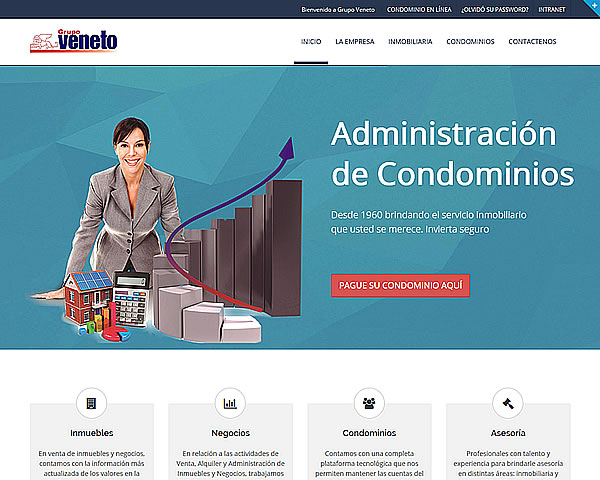 Bienvenido a Grupo Veneto CONDOMINIO EN LÍNEA ¿OLVIDÓ SU PASSWORD? INTRANET
Grupo
veneto
INICIO LA EMPRESA INMOBILIARIA CONDOMINIOS CONTACTENOS
Administración
de Condominios
Desde 1960 brindando el servicio Inmobiliario
que usted se merece. Invierta seguro
PAGUE SU CONDOMINIO AQUÍ
Inmuebles
En venta de inmuebles y negocios,
contamos con la información más
actualizada de los valores en la
Negocios
En relación a las actividades de
Venta, Alquiler y Administración de
Inmuebles y Negocios, trabajamos
Condominios
Contamos con una completa
plataforma tecnológica que nos
permiten mantener las cuentas del
Asesoría
Profesionales con talento y
experiencia para brindarle asesoría
en distintas áreas: inmobiliaria y